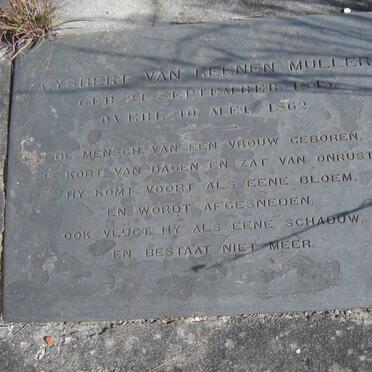 GYSBERT VAN REENEN MULLER
GEB. 21 SEPTEMBER
OVERL. 10 MEI, 1862.
DE MENSCH VAN EEN VROUW GEBOREN,
IS KORT VAN DAGEN EN ZAT VAN ONRUST
HY KOMT VOORT ALS EENE BLOEM,
EN WORDT AFGESNEDEN;
OOK VLUGT HY ALS EENE SCHADUW,
EN BESTAAT NIET MEER.